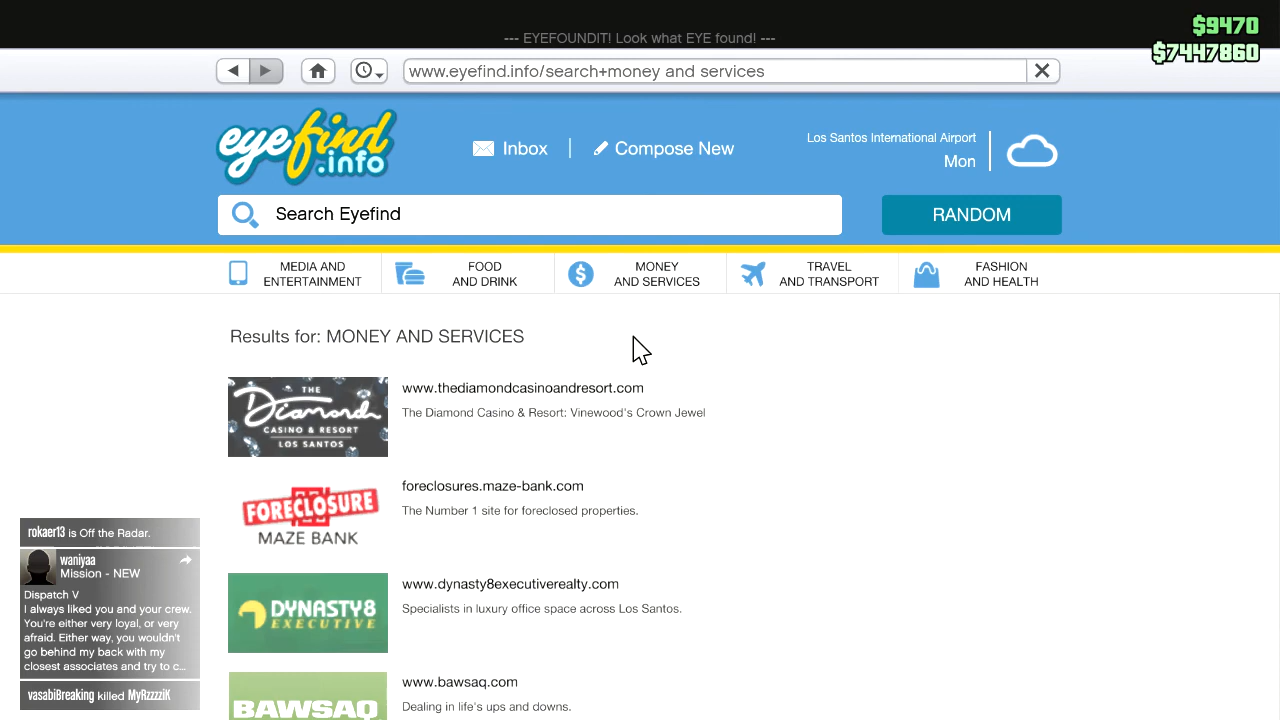 $9470
--- EYEFOUNDIT! Look what EYE found! ---
$7447860
www.eyefind.info/search+money and services
eyefind
.info
Inbox
Compose New
Los Santos International Airport
Mon
Search Eyefind
RANDOM
MEDIA AND
ENTERTAINMENT
FOOD
AND DRINK
MONEY
AND SERVICES
TRAVEL
AND TRANSPORT
FASHION
AND HEALTH
Results for: MONEY AND SERVICES
THE
Diamond
CASINO & RESORT
LOS SANTOS
www.thediamondcasinoandresort.com
The Diamond Casino & Resort: Vinewood's Crown Jewel
FORECLOSURE
MAZE BANK
foreclosures.maze-bank.com
The Number 1 site for foreclosed properties.
DYNASTY8
EXECUTIVE
www.dynasty8executiverealty.com
Specialists in luxury office space across Los Santos.
BAWSAQ
www.bawsaq.com
Dealing in life's ups and downs.
rokaer13 is Off the Radar.
waniyaa
Mission - NEW
Dispatch V
I always liked you and your crew.
You're either very loyal, or very
afraid. Either way, you wouldn't
go behind my back with my
closest associates and try to c...
vasabiBreaking killed MyRzzzziK